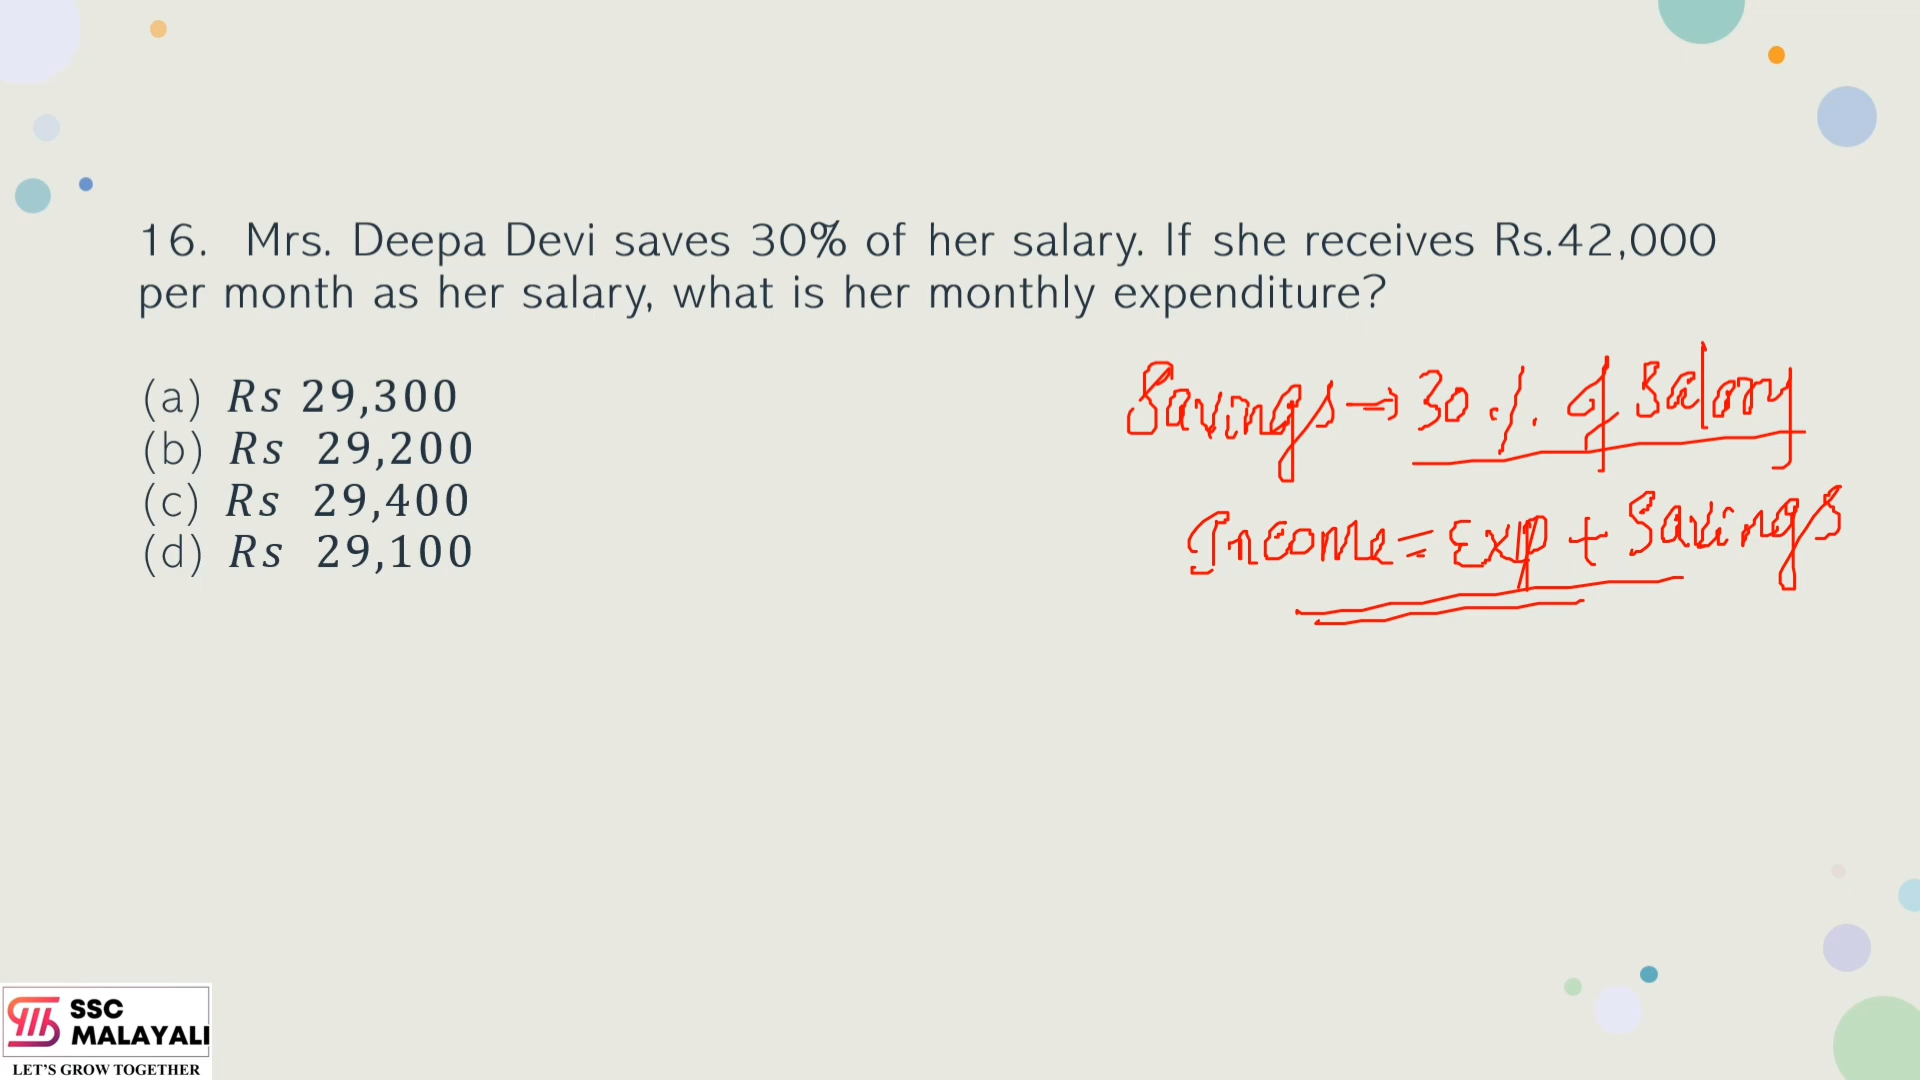 16. Mrs. Deepa Devi saves 30% of her salary. If she receives Rs.42,000
per month as her salary, what is her monthly expenditure?
(a) Rs 29,300
(b) Rs 29,200
(c) Rs 29,400
(d) Rs 29,100
Savings → 30 % of Salary
Income = Exp + Savings
SSC
MALAYALI
LET'S GROW TOGETHER